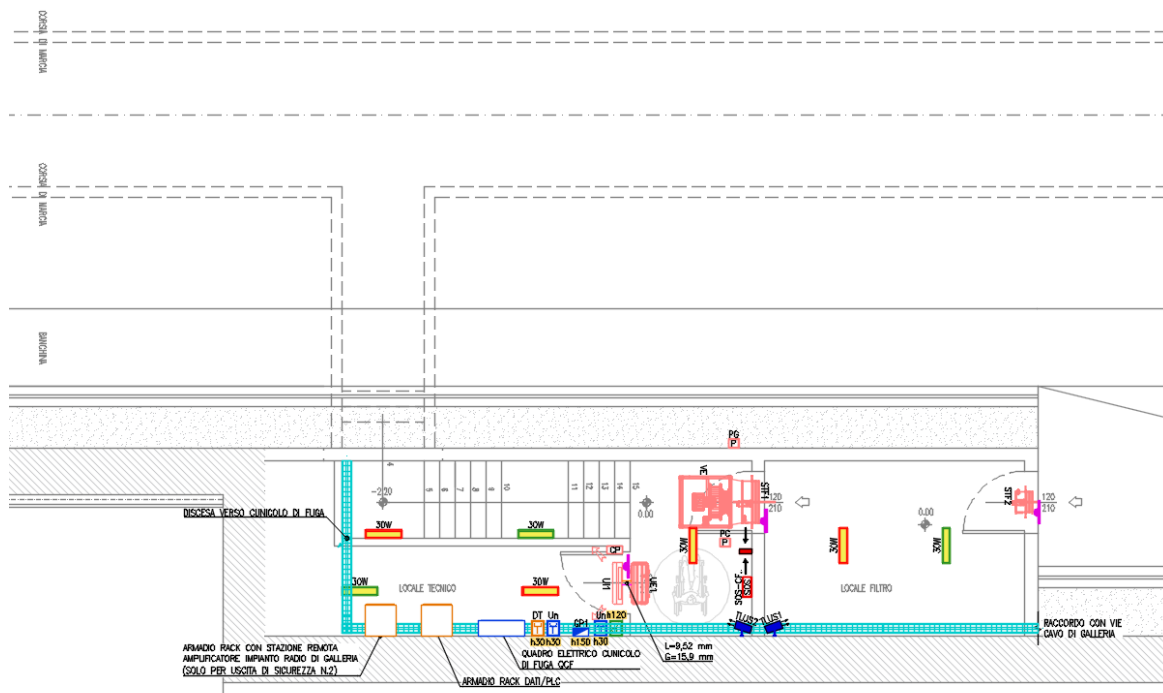 CORSIA DI MARCIA
CORSIA DI MARCIA
BANCHINA
PG
P
VE
STF1
120
210
STF2
120
210
-2.20
4
5
6
7
8
9
10
11
12
13
14
15
0.00
0.00
DISCESA VERSO CUNICOLO DI FUGA
30W
30W
30W
30W
30W
30W
30W
PG
P
CP
UI1
UE1
SOS-CF
SOS
LOCALE TECNICO
LOCALE FILTRO
DT
Un
GP1
Un
h120
h30
h30
h150
h30
TLUS2
TLUS1
RACCORDO CON VIE
CAVO DI GALLERIA
ARMADIO RACK CON STAZIONE REMOTA
AMPLIFICATORE IMPIANTO RADIO DI GALLERIA
(SOLO PER USCITA DI SICUREZZA N.2)
QUADRO ELETTRICO CUNICOLO
DI FUGA QCF
ARMADIO RACK DATI/PLC
L=9,52 mm
G=15,9 mm